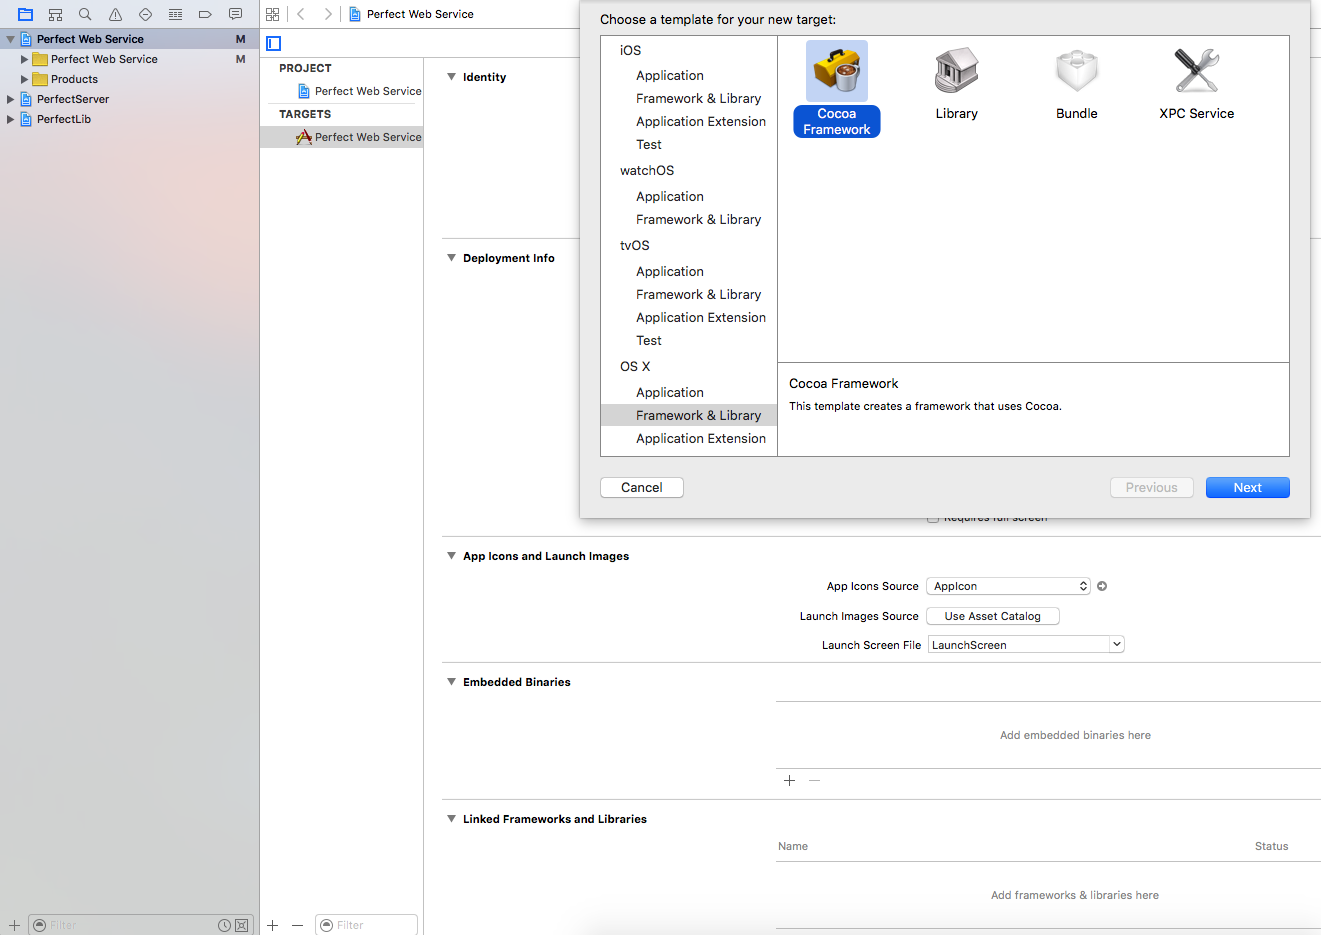 Perfect Web Service M
Perfect Web Service M
Products
PerfectServer
PerfectLib
Filter
Perfect Web Service
PROJECT
Perfect Web Service
TARGETS
Perfect Web Service
Filter
Choose a template for your new target:
iOS
Application
Framework & Library
Application Extension
Test
watchOS
Application
Framework & Library
tvOS
Application
Framework & Library
Application Extension
Test
OS X
Application
Framework & Library
Application Extension
Cocoa
Framework
Library
Bundle
XPC Service
Cocoa Framework
This template creates a framework that uses Cocoa.
Cancel
Previous
Next
Identity
Deployment Info
Requires full screen
App Icons and Launch Images
App Icons Source AppIcon
Launch Images Source Use Asset Catalog
Launch Screen File LaunchScreen
Embedded Binaries
Add embedded binaries here
Linked Frameworks and Libraries
Name Status
Add frameworks & libraries here